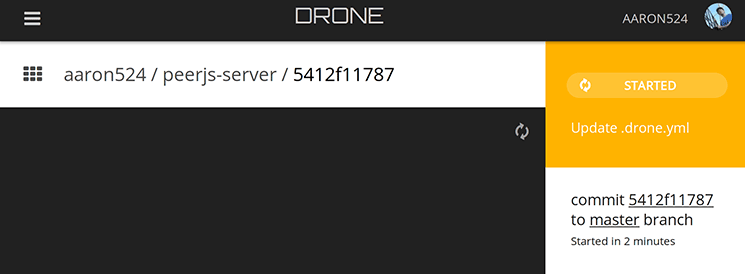 DRONE
AARON524
aaron524 / peerjs-server / 5412f11787
STARTED
Update .drone.yml
commit 5412f11787
to master branch
Started in 2 minutes